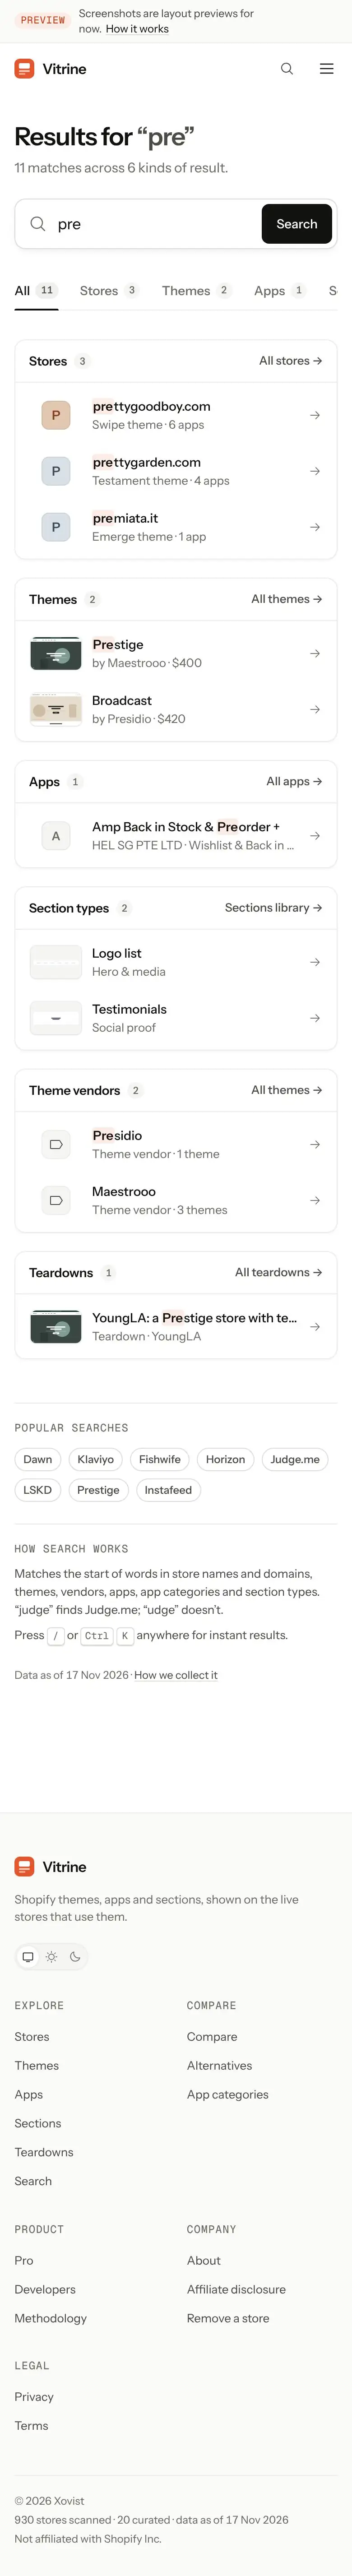 PREVIEW
Screenshots are layout previews for
now. How it works
Vitrine
Results for “pre”
11 matches across 6 kinds of result.
pre
Search
All 11 Stores 3 Themes 2 Apps 1
Stores 3 All stores →
P
prettygoodboy.com
Swipe theme · 6 apps
P
prettygarden.com
Testament theme · 4 apps
P
premiata.it
Emerge theme · 1 app
Themes 2 All themes →
Prestige
by Maestrooo · $400
Broadcast
by Presidio · $420
Apps 1 All apps →
A
Amp Back in Stock & Preorder +
HEL SG PTE LTD · Wishlist & Back in ...
Section types 2 Sections library →
Logo list
Hero & media
Testimonials
Social proof
Theme vendors 2 All themes →
Presidio
Theme vendor · 1 theme
Maestrooo
Theme vendor · 3 themes
Teardowns 1 All teardowns →
YoungLA: a Prestige store with te...
Teardown · YoungLA
POPULAR SEARCHES
Dawn Klaviyo Fishwife Horizon Judge.me
LSKD Prestige Instafeed
HOW SEARCH WORKS
Matches the start of words in store names and domains,
themes, vendors, apps, app categories and section types.
“judge” finds Judge.me; “udge” doesn’t.
Press / or Ctrl K anywhere for instant results.
Data as of 17 Nov 2026 · How we collect it
Vitrine
Shopify themes, apps and sections, shown on the live
stores that use them.
EXPLORE
Stores
Themes
Apps
Sections
Teardowns
Search
COMPARE
Compare
Alternatives
App categories
PRODUCT
Pro
Developers
Methodology
COMPANY
About
Affiliate disclosure
Remove a store
LEGAL
Privacy
Terms
© 2026 Xovist
930 stores scanned · 20 curated · data as of 17 Nov 2026
Not affiliated with Shopify Inc.